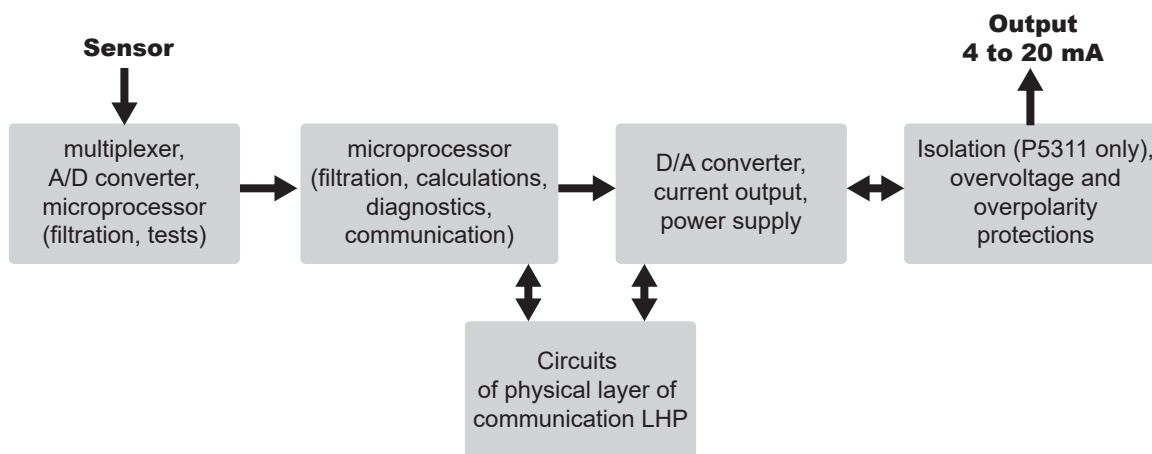 Sensor
Output
4 to 20 mA
multiplexer,
A/D converter,
microprocessor
(filtration, tests)
microprocessor
(filtration, calculations,
diagnostics,
communication)
D/A converter,
current output,
power supply
Isolation (P5311 only),
overvoltage and
overpolarity
protections
Circuits
of physical layer of
communication LHP